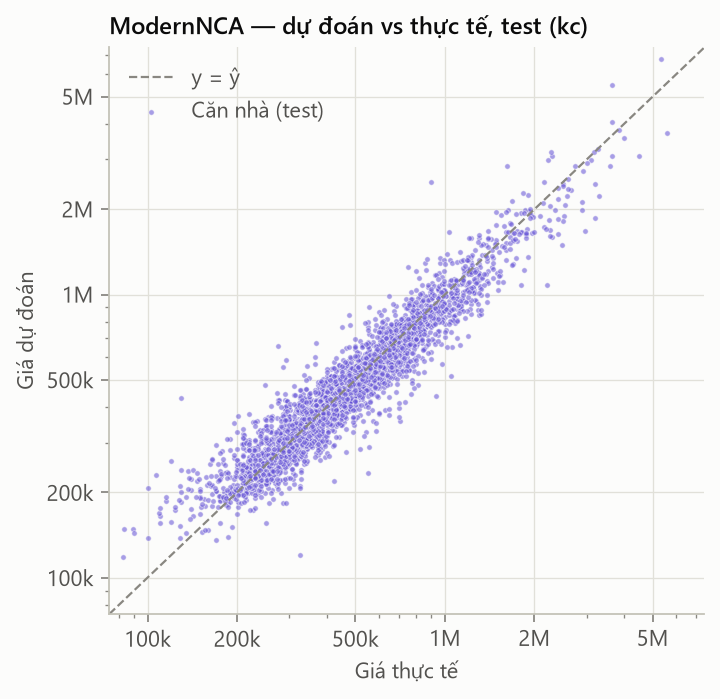 ModernNCA — dự đoán vs thực tế, test (kc)
y = ŷ
Căn nhà (test)
5M
2M
1M
500k
200k
100k
Giá dự đoán
100k 200k 500k 1M 2M 5M
Giá thực tế